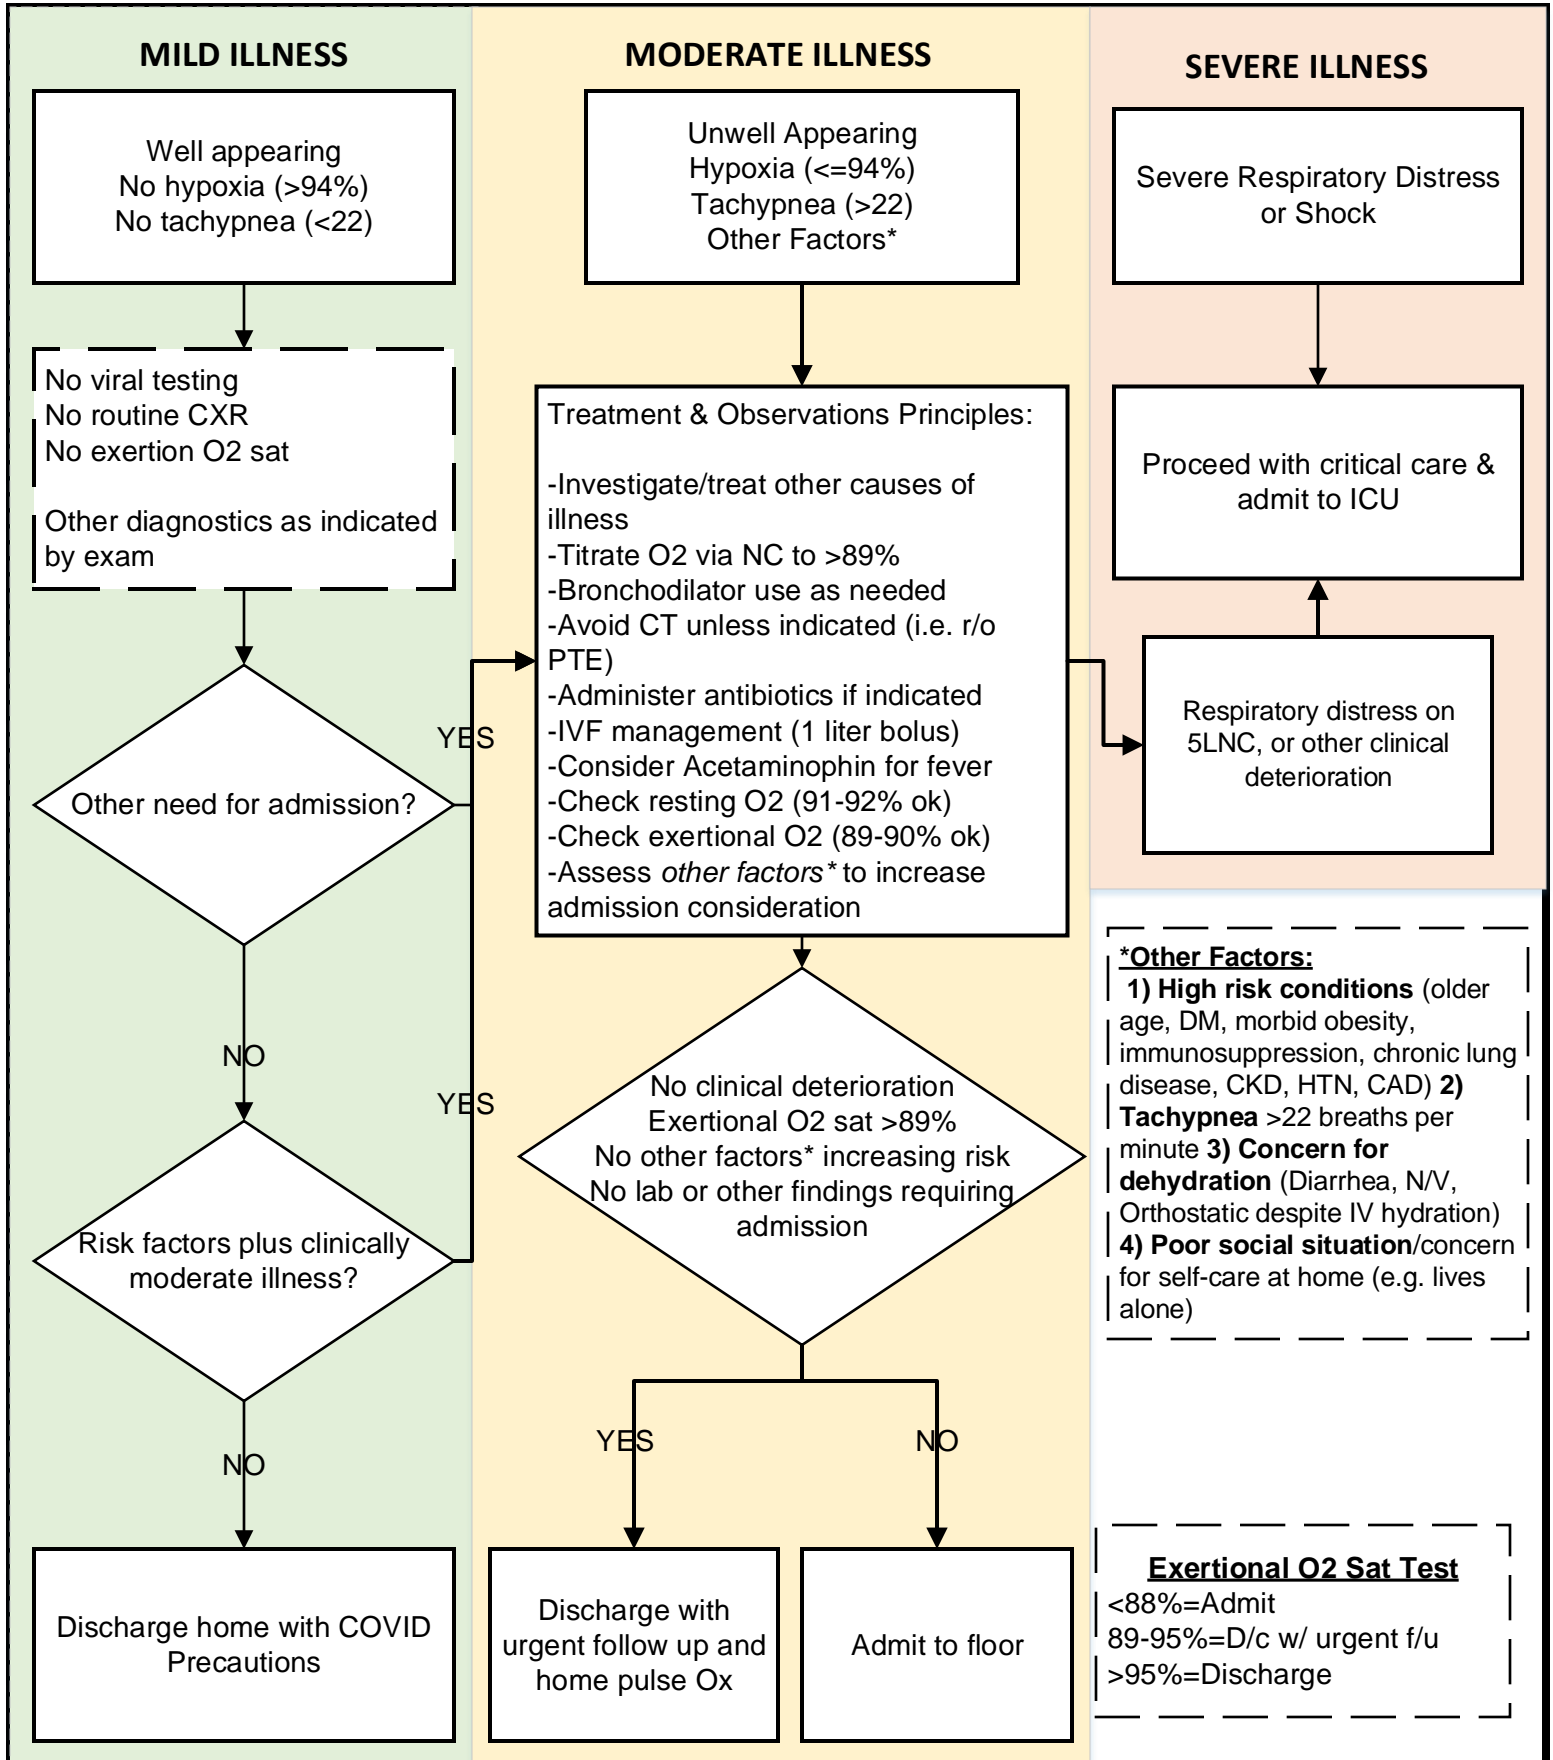 MILD ILLNESS
Well appearing
No hypoxia (>94%)
No tachypnea (<22)
No viral testing
No routine CXR
No exertion O2 sat
Other diagnostics as indicated
by exam
Other need for admission?
YES
NO
Risk factors plus clinically
moderate illness?
YES
NO
Discharge home with COVID
Precautions
MODERATE ILLNESS
Unwell Appearing
Hypoxia (<=94%)
Tachypnea (>22)
Other Factors*
Treatment & Observations Principles:
-Investigate/treat other causes of
illness
-Titrate O2 via NC to >89%
-Bronchodilator use as needed
-Avoid CT unless indicated (i.e. r/o
PTE)
-Administer antibiotics if indicated
-IVF management (1 liter bolus)
-Consider Acetaminophin for fever
-Check resting O2 (91-92% ok)
-Check exertional O2 (89-90% ok)
-Assess other factors* to increase
admission consideration
No clinical deterioration
Exertional O2 sat >89%
No other factors* increasing risk
No lab or other findings requiring
admission
YES
NO
Discharge with
urgent follow up and
home pulse Ox
Admit to floor
SEVERE ILLNESS
Severe Respiratory Distress
or Shock
Proceed with critical care &
admit to ICU
Respiratory distress on
5LNC, or other clinical
deterioration
*Other Factors:
1) High risk conditions (older
age, DM, morbid obesity,
immunosuppression, chronic lung
disease, CKD, HTN, CAD) 2)
Tachypnea >22 breaths per
minute 3) Concern for
dehydration (Diarrhea, N/V,
Orthostatic despite IV hydration)
4) Poor social situation/concern
for self-care at home (e.g. lives
alone)
Exertional O2 Sat Test
<88%=Admit
89-95%=D/c w/ urgent f/u
>95%=Discharge